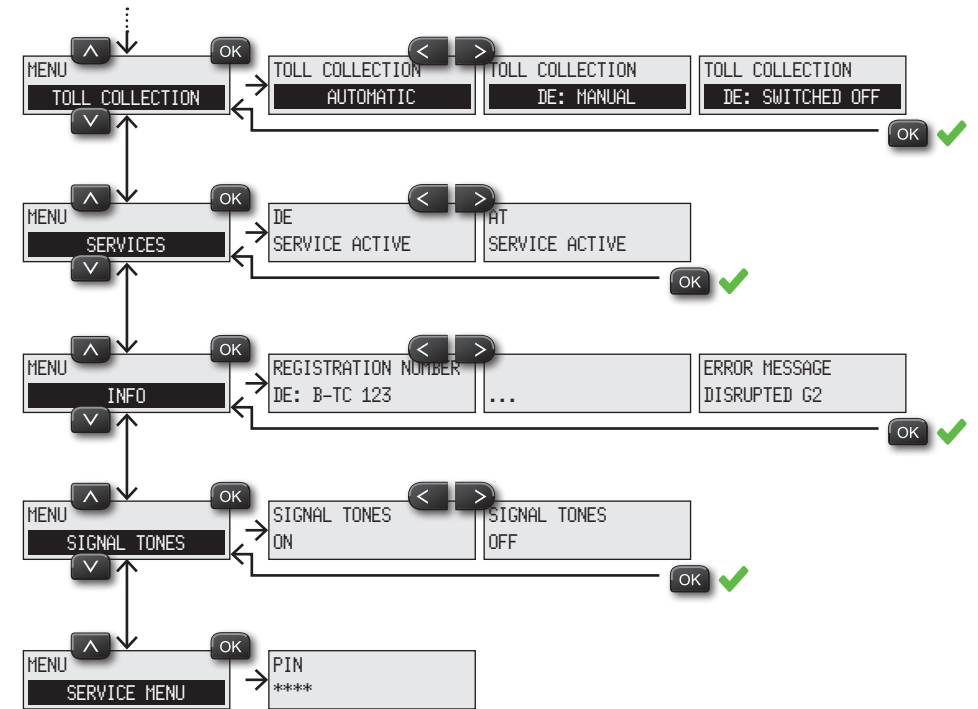 OK
MENU
TOLL COLLECTION
TOLL COLLECTION
AUTOMATIC
TOLL COLLECTION
DE: MANUAL
TOLL COLLECTION
DE: SWITCHED OFF
OK
OK
MENU
SERVICES
DE
SERVICE ACTIVE
AT
SERVICE ACTIVE
OK
OK
MENU
INFO
REGISTRATION NUMBER
DE: B-TC 123
...
ERROR MESSAGE
DISRUPTED G2
OK
OK
MENU
SIGNAL TONES
SIGNAL TONES
ON
SIGNAL TONES
OFF
OK
OK
MENU
SERVICE MENU
PIN
****